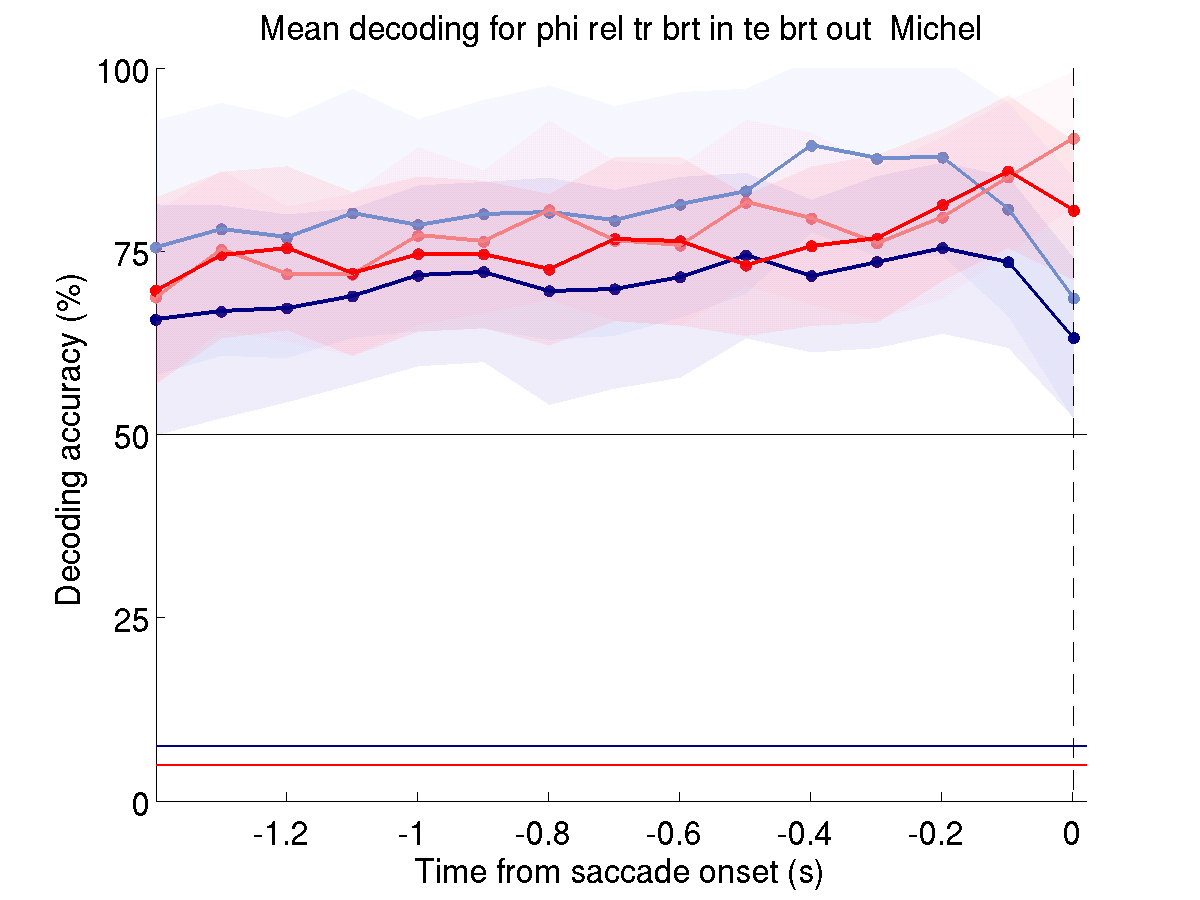 Mean decoding for phi rel tr brt in te brt out  Michel
100
75
50
25
0
Decoding accuracy (%)
-1.2 -1 -0.8 -0.6 -0.4 -0.2 0
Time from saccade onset (s)